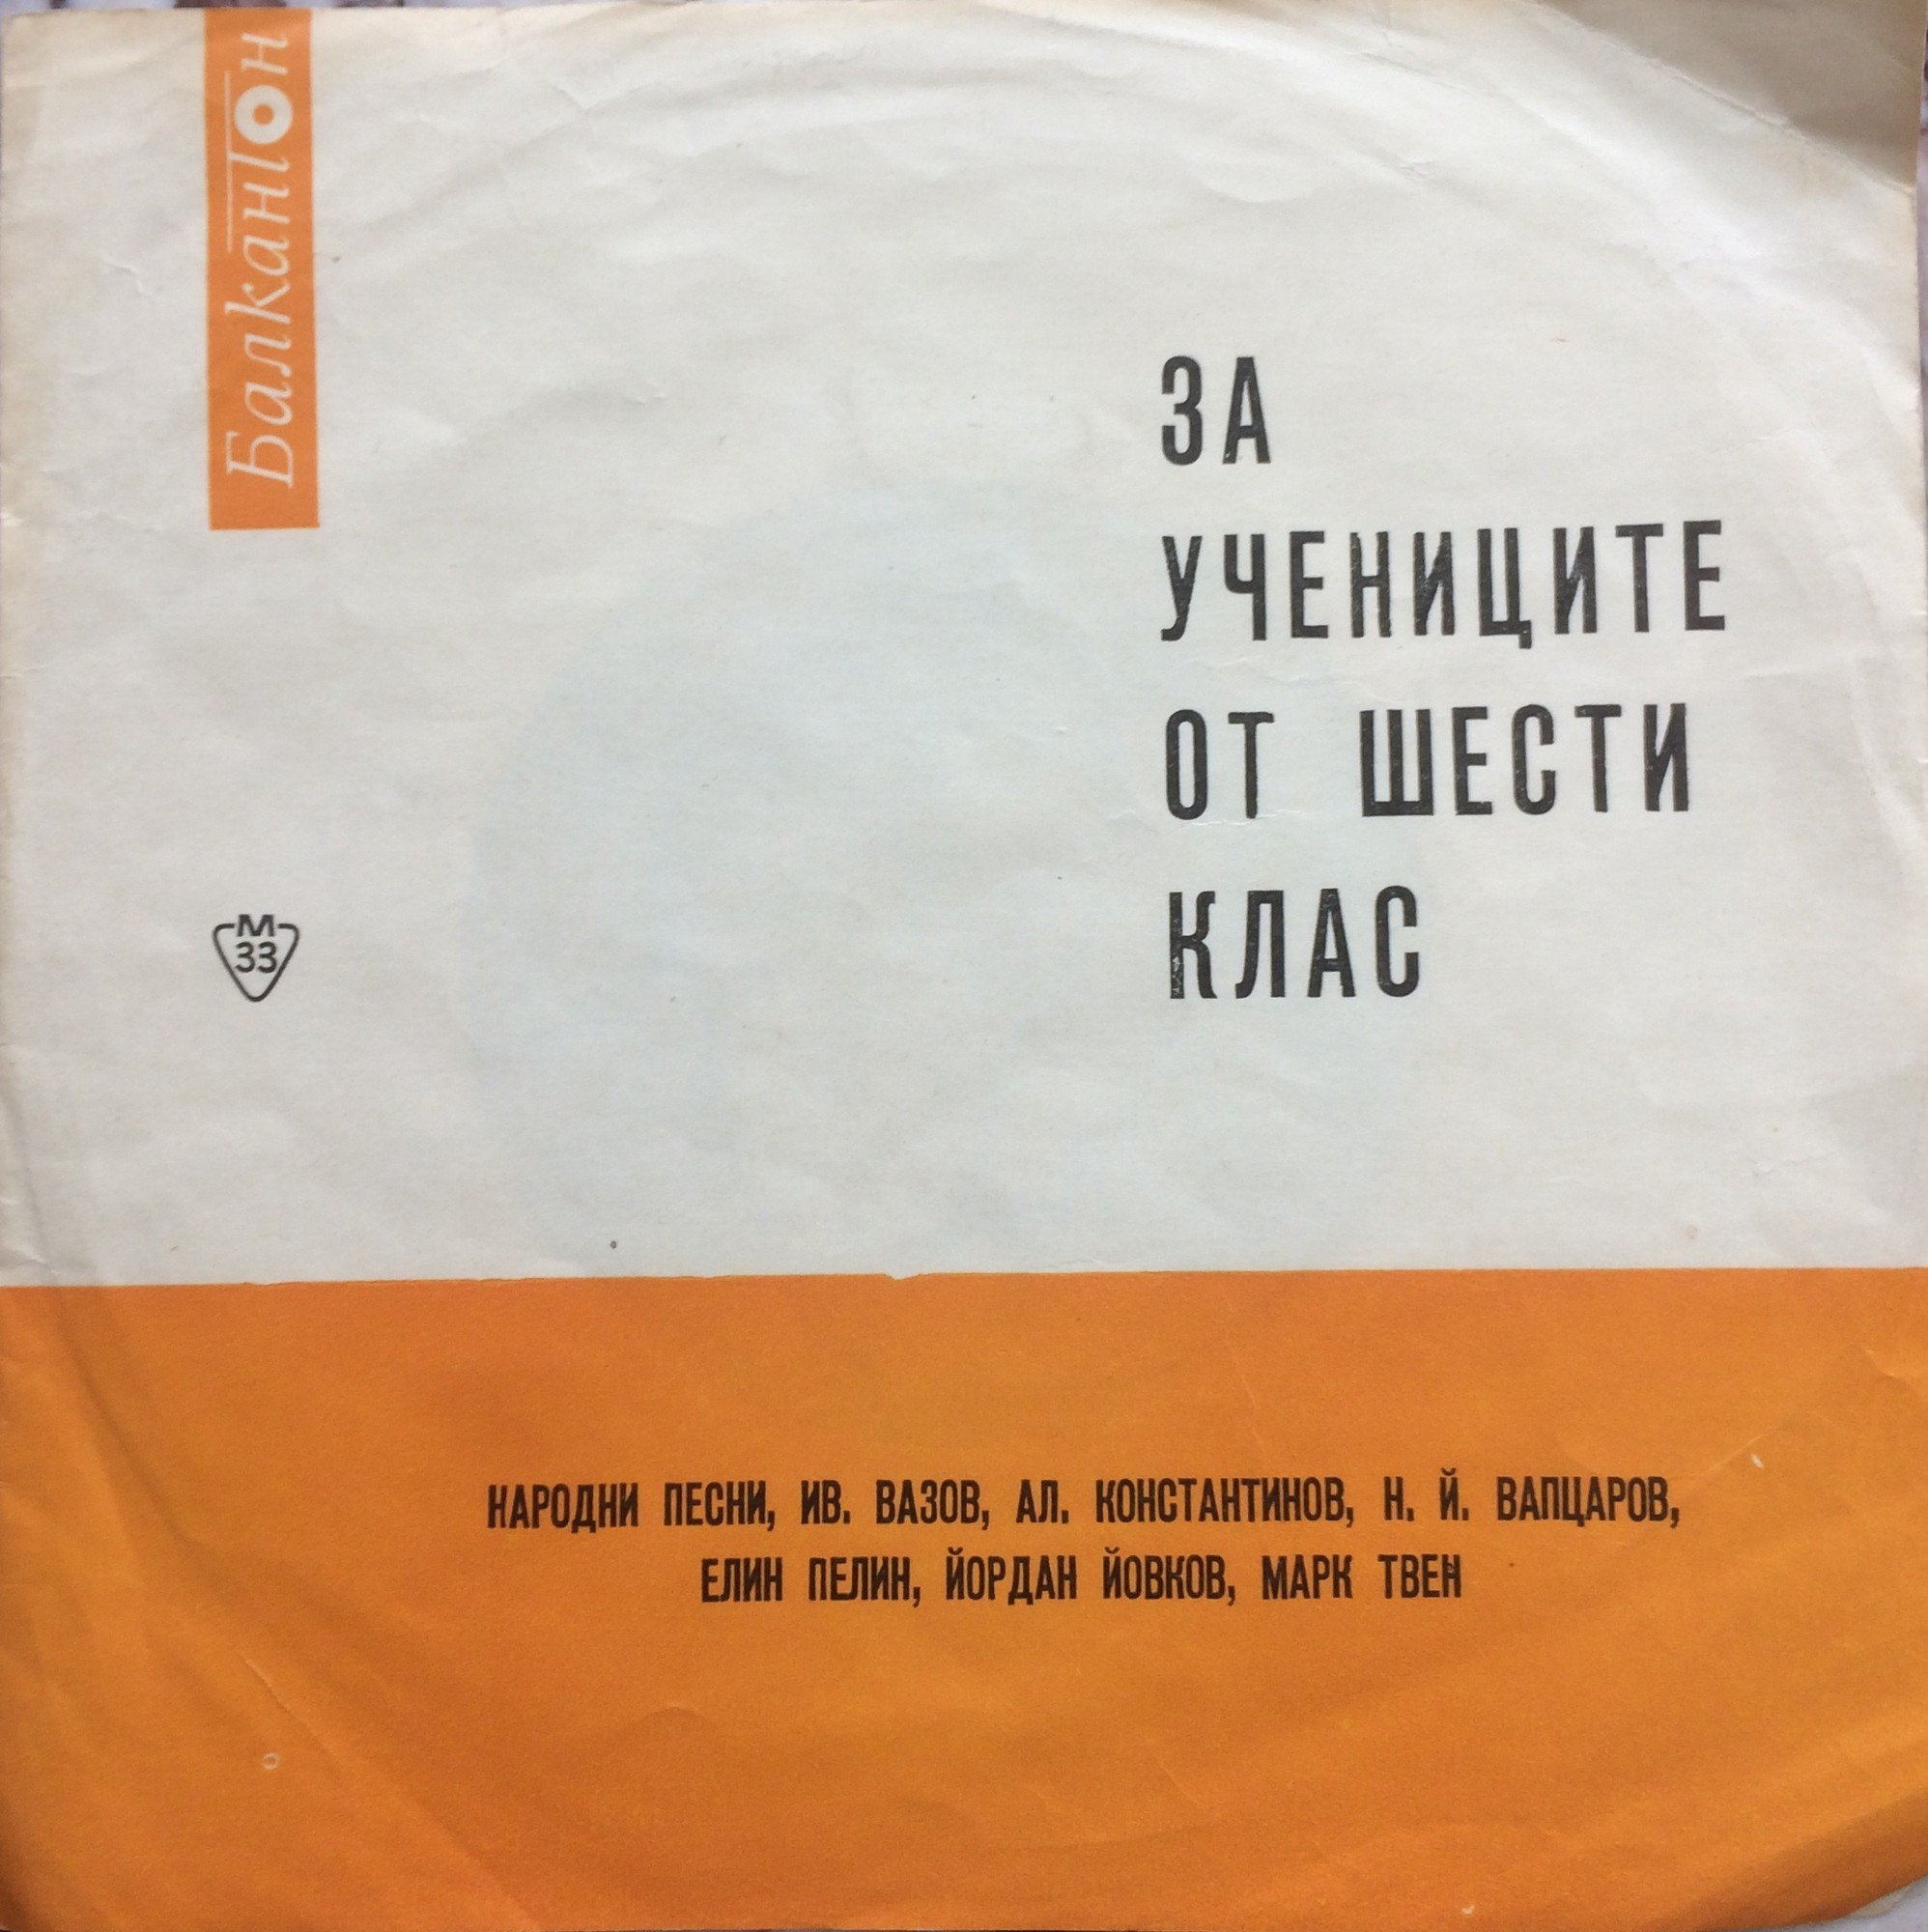 Балкантон
ЗА
УЧЕНИЦИТЕ
ОТ ШЕСТИ
КЛАС
М
33
НАРОДНИ ПЕСНИ, ИВ. ВАЗОВ, АЛ. КОНСТАНТИНОВ, Н. Й. ВАПЦАРОВ,
ЕЛИН ПЕЛИН, ЙОРДАН ЙОВКОВ, МАРК ТВЕН